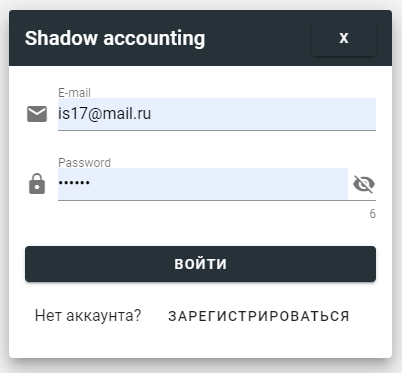 Shadow accounting X
E-mail
is17@mail.ru
Password
••••••
6
ВОЙТИ
Нет аккаунта? ЗАРЕГИСТРИРОВАТЬСЯ